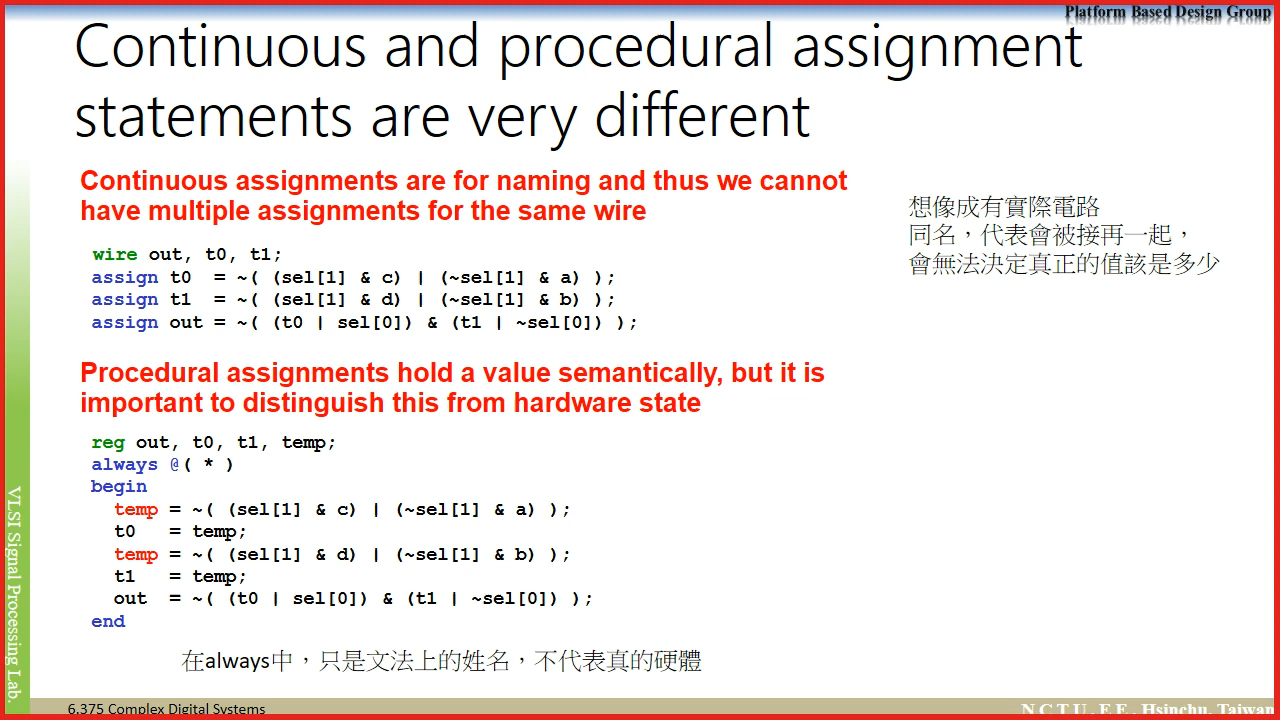 Platform Based Design Group
Continuous and procedural assignment
statements are very different
Continuous assignments are for naming and thus we cannot
have multiple assignments for the same wire
想像成有實際電路
同名，代表會被接再一起，
會無法決定真正的值該是多少
wire out, t0, t1;
assign t0  = ~( (sel[1] & c) | (~sel[1] & a) );
assign t1  = ~( (sel[1] & d) | (~sel[1] & b) );
assign out = ~( (t0 | sel[0]) & (t1 | ~sel[0]) );
Procedural assignments hold a value semantically, but it is
important to distinguish this from hardware state
reg out, t0, t1, temp;
always @( * )
begin
  temp = ~( (sel[1] & c) | (~sel[1] & a) );
  t0   = temp;
  temp = ~( (sel[1] & d) | (~sel[1] & b) );
  t1   = temp;
  out  = ~( (t0 | sel[0]) & (t1 | ~sel[0]) );
end
在always中，只是文法上的姓名，不代表真的硬體
VLSI Signal Processing Lab.
6.375 Complex Digital Systems
N C T U . E E , Hsinchu, Taiwan